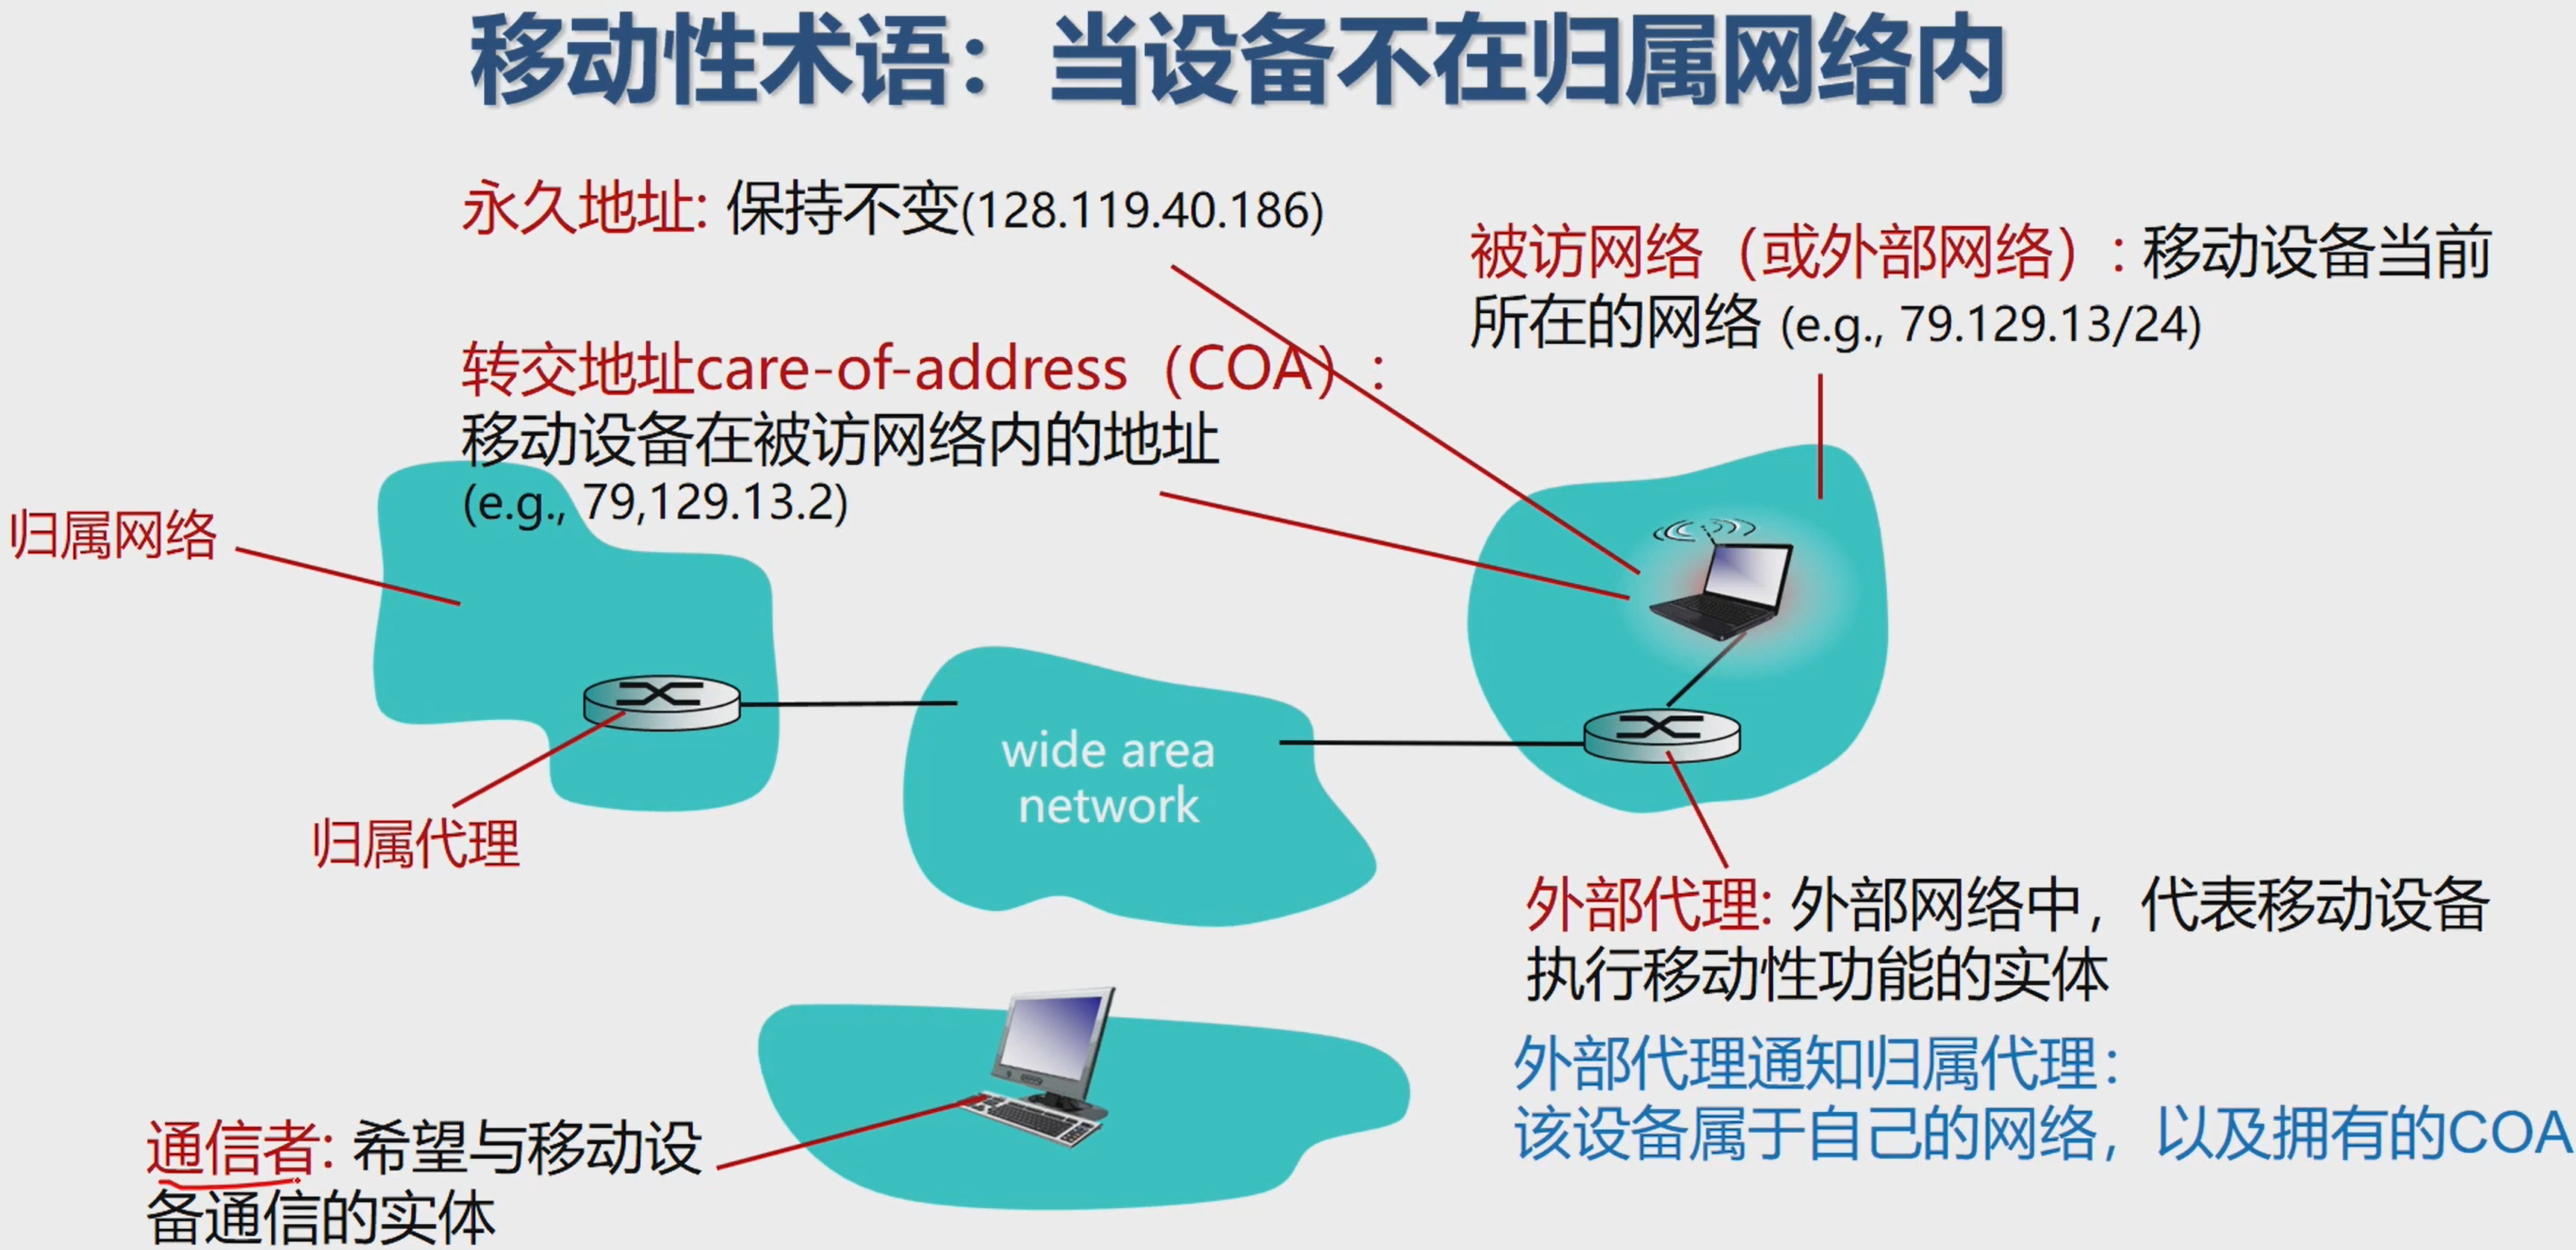 移动性术语：当设备不在归属网络内
永久地址: 保持不变(128.119.40.186)
被访网络（或外部网络）: 移动设备当前
所在的网络 (e.g., 79.129.13/24)
转交地址care-of-address（COA）:
移动设备在被访网络内的地址
(e.g., 79,129.13.2)
归属网络
归属代理
wide area
network
外部代理: 外部网络中，代表移动设备
执行移动性功能的实体
外部代理通知归属代理：
该设备属于自己的网络，以及拥有的COA
通信者: 希望与移动设
备通信的实体